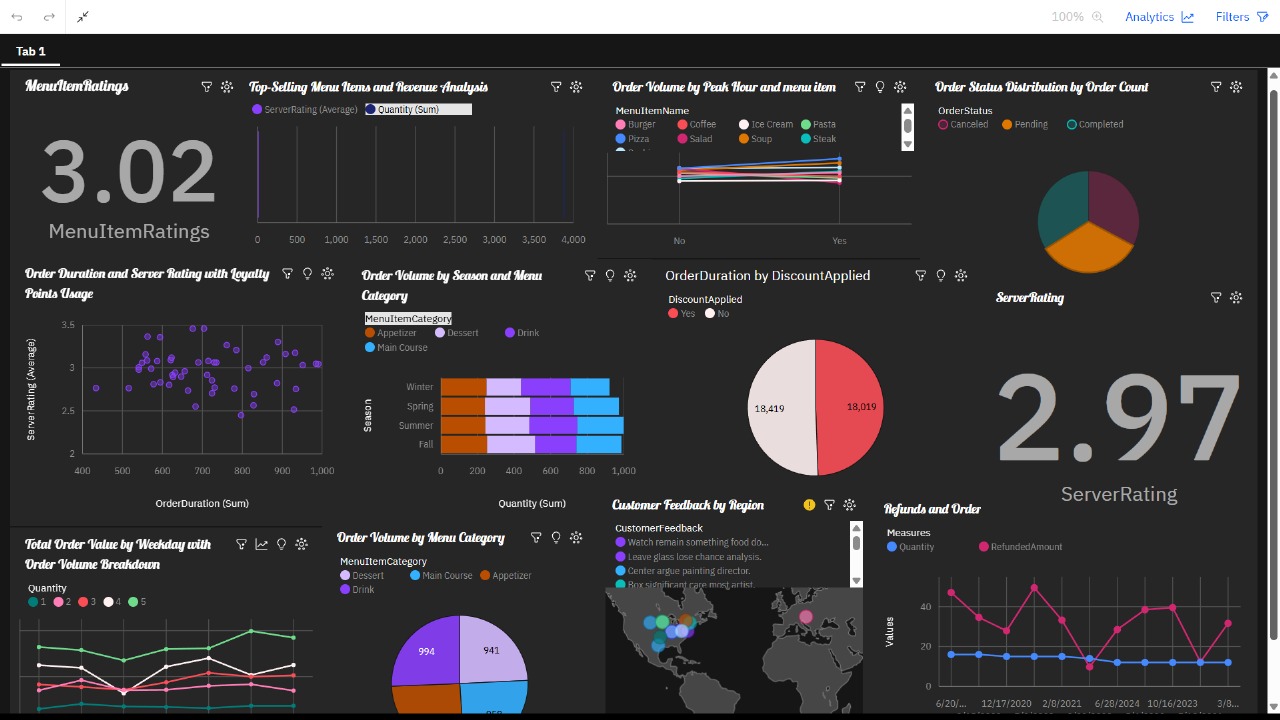 100%
Analytics
Filters
Tab 1
MenuItemRatings
3.02
MenuItemRatings
Top-Selling Menu Items and Revenue Analysis
ServerRating (Average)
Quantity (Sum)
0 500 1,000 1,500 2,000 2,500 3,000 3,500 4,000
Order Volume by Peak Hour and menu item
MenuItemName
Burger Coffee Ice Cream Pasta
Pizza Salad Soup Steak
No Yes
Order Status Distribution by Order Count
OrderStatus
Canceled Pending Completed
Order Duration and Server Rating with Loyalty
Points Usage
ServerRating (Average)
3.5
3
2.5
2
400 500 600 700 800 900 1,000
OrderDuration (Sum)
Order Volume by Season and Menu
Category
MenuItemCategory
Appetizer Dessert Drink
Main Course
Season
Winter
Spring
Summer
Fall
0 200 400 600 800 1,000
Quantity (Sum)
OrderDuration by DiscountApplied
DiscountApplied
Yes No
18,419 18,019
ServerRating
2.97
ServerRating
Total Order Value by Weekday with
Order Volume Breakdown
Quantity
1 2 3 4 5
Order Volume by Menu Category
MenuItemCategory
Dessert Main Course Appetizer
Drink
994 941
Customer Feedback by Region
CustomerFeedback
Watch remain something food do...
Leave glass lose chance analysis.
Center argue painting director.
Box significant care most artist.
Refunds and Order
Measures
Quantity RefundedAmount
Values
40
20
0
6/20/... 12/17/2020 2/8/2021 6/28/2024 10/16/2023 3/8...